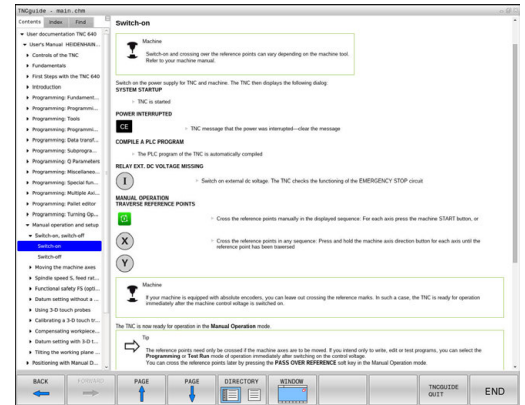 TNCguide - main.chm
Contents Index Find
User documentation TNC 640
User's Manual HEIDENHAIN...
Controls of the TNC
Fundamentals
First Steps with the TNC 640
Introduction
Programming: Fundament...
Programming: Programmi...
Programming: Tools
Programming: Programmi...
Programming: Data transf...
Programming: Subprogra...
Programming: Q Parameters
Programming: Miscellaneo...
Programming: Special fun...
Programming: Multiple Axi...
Programming: Pallet editor
Programming: Turning Op...
Manual operation and setup
Switch-on, switch-off
Switch-on
Switch-off
Moving the machine axes
Spindle speed S, feed rat...
Functional safety FS (opti...
Datum setting without a ...
Using 3-D touch probes
Calibrating a 3-D touch tr...
Compensating workpiece...
Datum setting with 3-D t...
Tilting the working plane ...
Positioning with Manual D...
Switch-on
Machine
Switch-on and crossing over the reference points can vary depending on the machine tool.
Refer to your machine manual.
Switch on the power supply for TNC and machine. The TNC then displays the following dialog:
SYSTEM STARTUP
TNC is started
POWER INTERRUPTED
CE
TNC message that the power was interrupted—clear the message
COMPILE A PLC PROGRAM
The PLC program of the TNC is automatically compiled
RELAY EXT. DC VOLTAGE MISSING
I
Switch on external dc voltage. The TNC checks the functioning of the EMERGENCY STOP circuit
MANUAL OPERATION
TRAVERSE REFERENCE POINTS
Cross the reference points manually in the displayed sequence: For each axis press the machine START button, or
X
Cross the reference points in any sequence: Press and hold the machine axis direction button for each axis until the
reference point has been traversed
Y
Machine
If your machine is equipped with absolute encoders, you can leave out crossing the reference marks. In such a case, the TNC is ready for operation
immediately after the machine control voltage is switched on.
The TNC is now ready for operation in the Manual Operation mode.
Tip
The reference points need only be crossed if the machine axes are to be moved. If you intend only to write, edit or test programs, you can select the
Programming or Test Run mode of operation immediately after switching on the control voltage.
You can cross the reference points later by pressing the PASS OVER REFERENCE soft key in the Manual Operation mode.
BACK FORWARD PAGE PAGE DIRECTORY WINDOW TNCGUIDE QUIT END